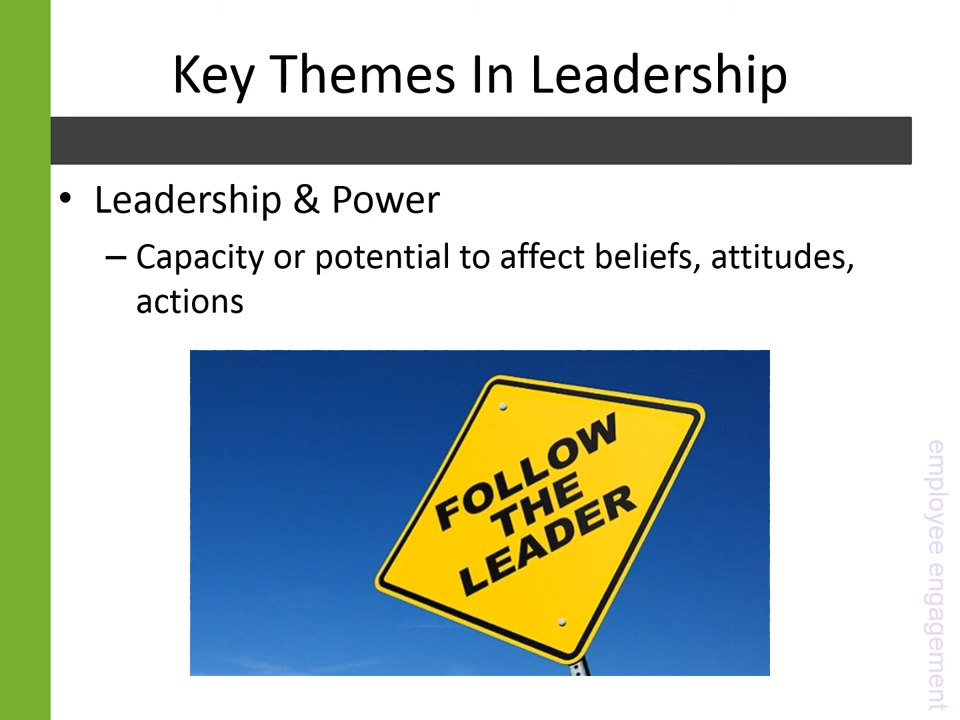 Key Themes In Leadership
• Leadership & Power
– Capacity or potential to affect beliefs, attitudes,
actions
FOLLOW
THE
LEADER
employee engagement